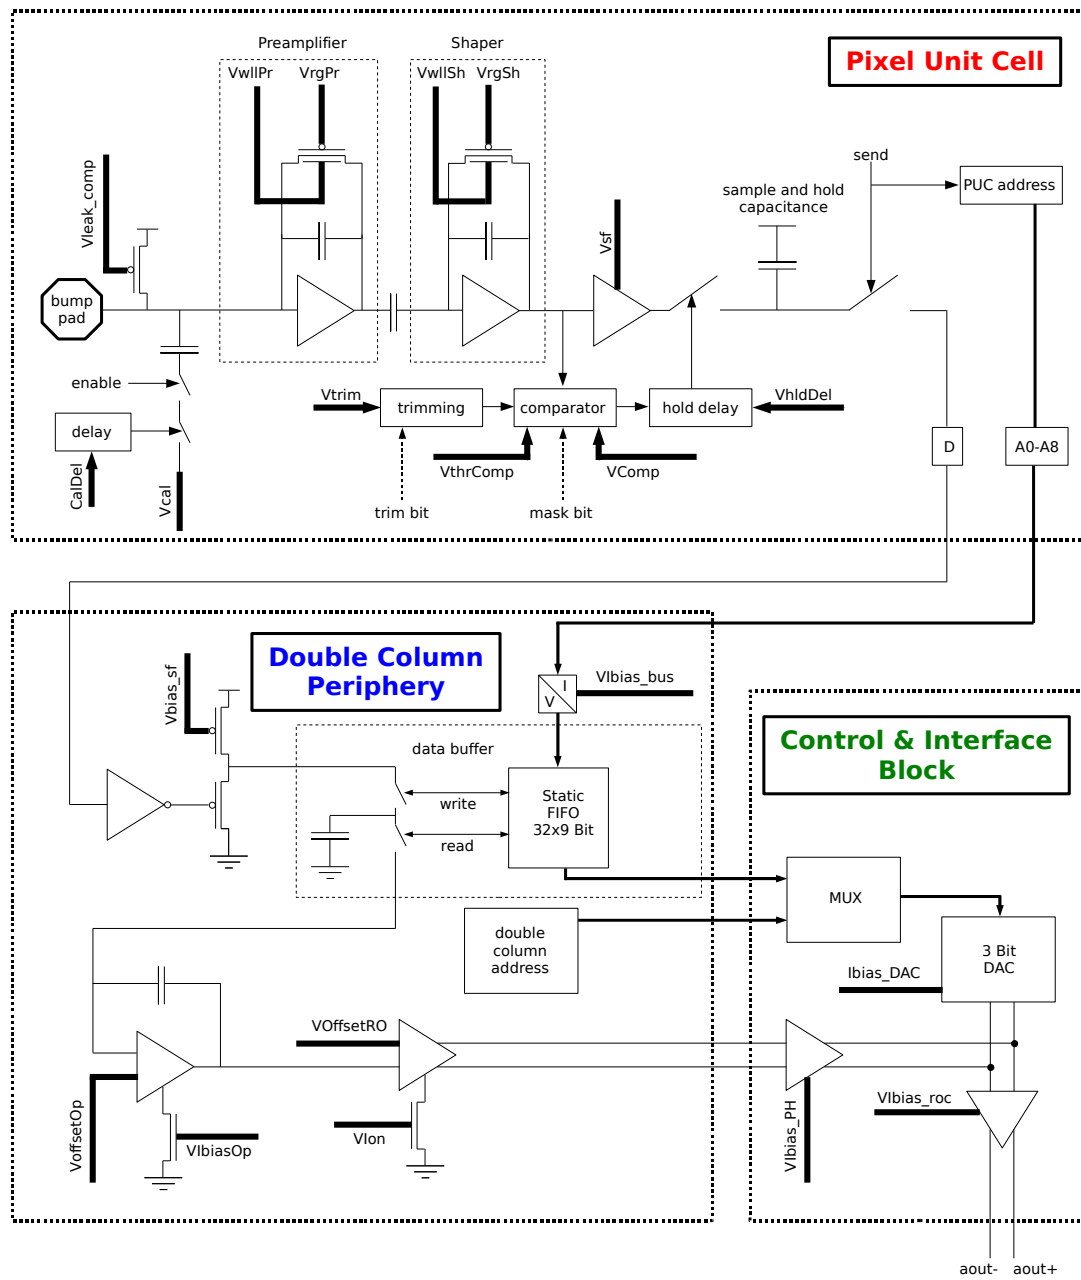 Preamplifier
Shaper
Pixel Unit Cell
VwllPr
VrgPr
VwllSh
VrgSh
Vleak_comp
send
PUC address
sample and hold
capacitance
Vsf
bump
pad
enable
Vtrim
trimming
comparator
hold delay
VhldDel
delay
D
A0-A8
VthrComp
VComp
CalDel
Vcal
trim bit
mask bit
Double Column
Periphery
Vbias_sf
I
V
VIbias_bus
Control & Interface
Block
data buffer
write
read
Static
FIFO
32x9 Bit
MUX
double
column
address
3 Bit
DAC
Ibias_DAC
VOffsetRO
VIbias_roc
VoffsetOp
VIbiasOp
VIon
VIbias_PH
aout-
aout+